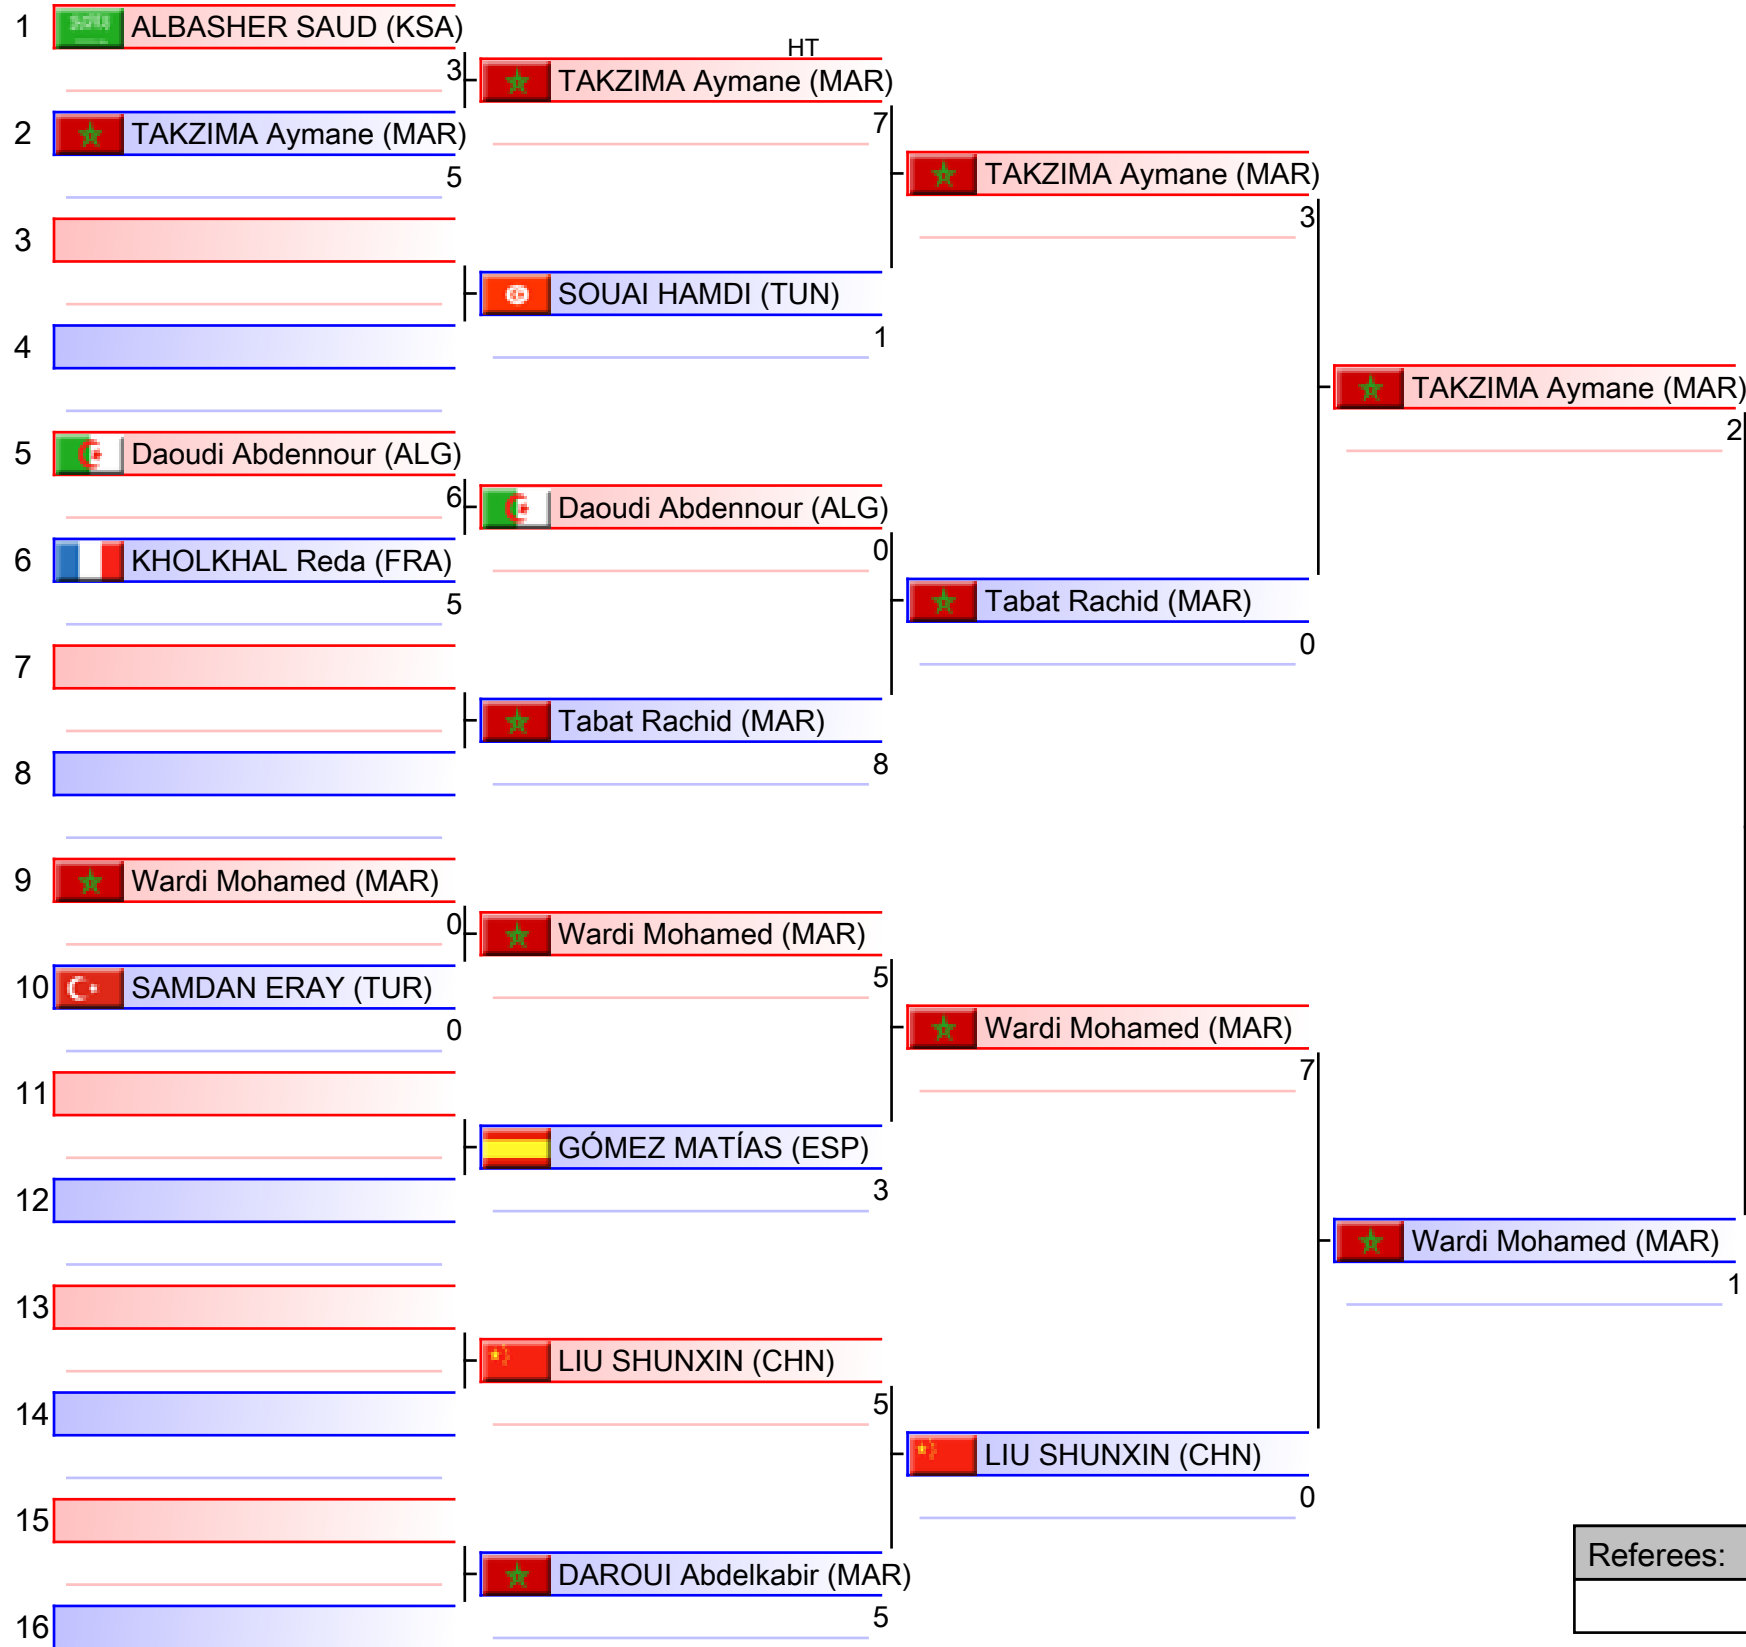 1 ALBASHER SAUD (KSA)
HT
3 TAKZIMA Aymane (MAR)
2 TAKZIMA Aymane (MAR)
7
5
TAKZIMA Aymane (MAR)
3
3
SOUAI HAMDI (TUN)
4
1
TAKZIMA Aymane (MAR)
2
5 Daoudi Abdennour (ALG)
6 Daoudi Abdennour (ALG)
0
6 KHOLKHAL Reda (FRA)
5
Tabat Rachid (MAR)
0
7
Tabat Rachid (MAR)
8
8
9 Wardi Mohamed (MAR)
0 Wardi Mohamed (MAR)
5
10 SAMDAN ERAY (TUR)
0
Wardi Mohamed (MAR)
7
11
GÓMEZ MATÍAS (ESP)
3
12
Wardi Mohamed (MAR)
1
13
LIU SHUNXIN (CHN)
5
14
LIU SHUNXIN (CHN)
0
15
Referees:
DAROUI Abdelkabir (MAR)
5
16